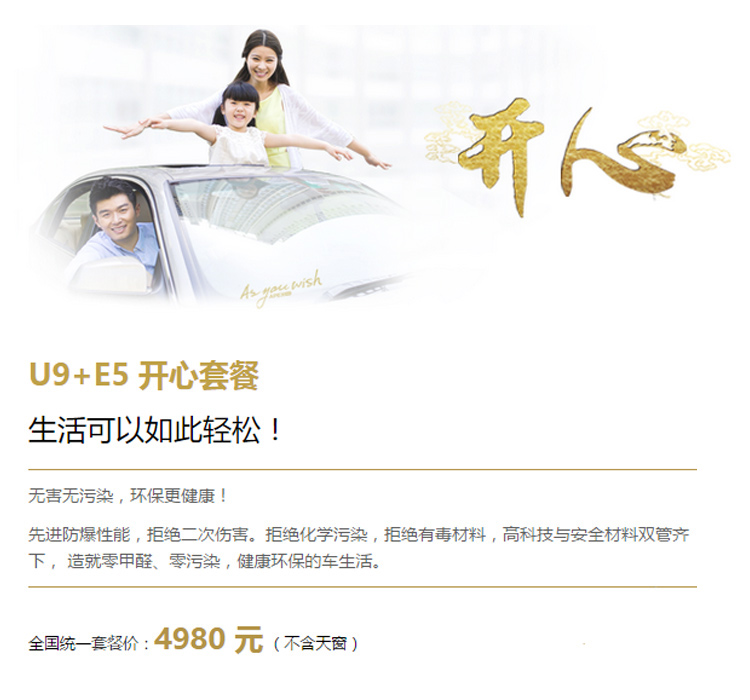 开心
As you wish
U9+E5 开心套餐
生活可以如此轻松！
无害无污染，环保更健康！
先进防爆性能，拒绝二次伤害。拒绝化学污染，拒绝有毒材料，高科技与安全材料双管齐
下， 造就零甲醛、零污染，健康环保的车生活。
全国统一套餐价：4980 元（不含天窗）